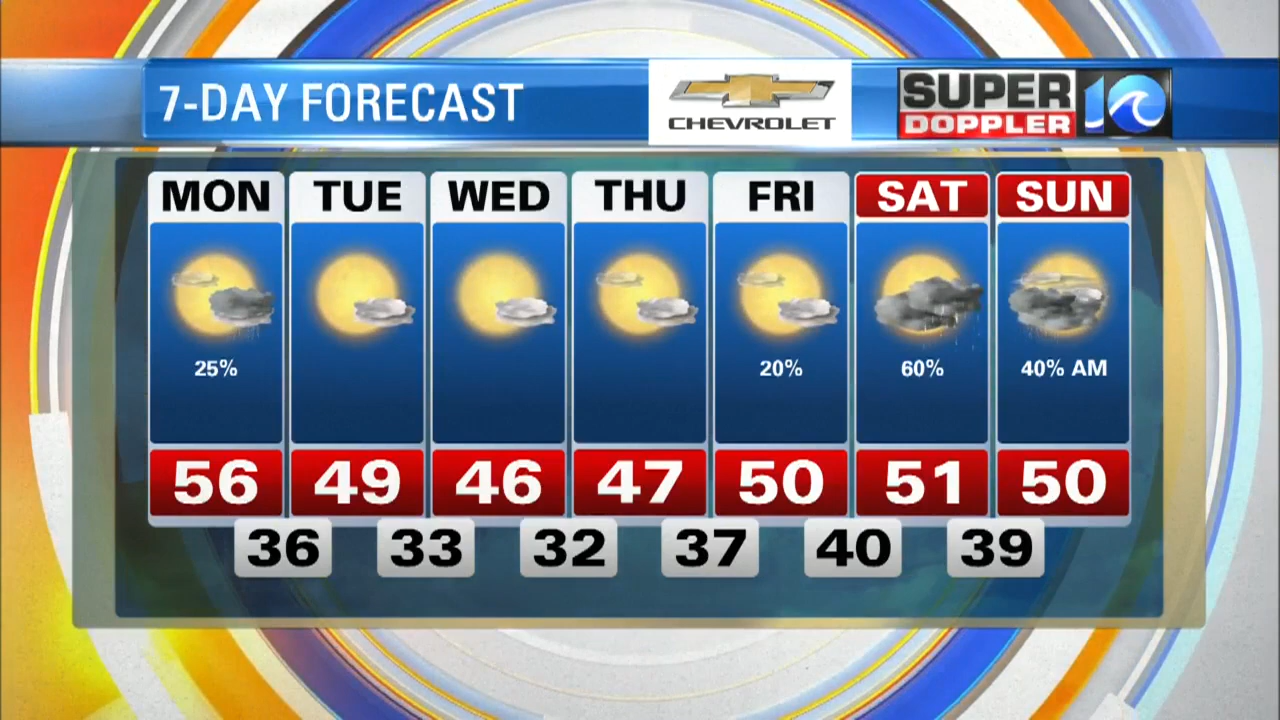 7-DAY FORECAST
CHEVROLET
SUPER
DOPPLER
10
MON TUE WED THU FRI SAT SUN
25% 20% 60% 40% AM
56 49 46 47 50 51 50
36 33 32 37 40 39